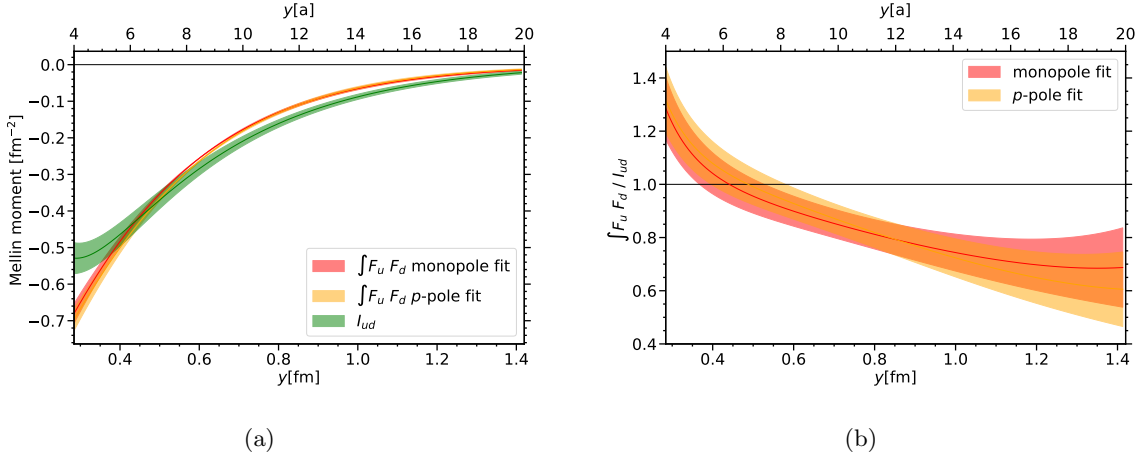 y[a]
4 6 8 10 12 14 16 18 20
0.0
−0.1
−0.2
−0.3
−0.4
−0.5
−0.6
−0.7
Mellin moment [fm⁻²]
∫F_u F_d monopole fit
∫F_u F_d p-pole fit
I_ud
0.4 0.6 0.8 1.0 1.2 1.4
y[fm]
(a)
y[a]
4 6 8 10 12 14 16 18 20
1.4
1.2
1.0
0.8
0.6
0.4
∫F_u F_d / I_ud
monopole fit
p-pole fit
0.4 0.6 0.8 1.0 1.2 1.4
y[fm]
(b)